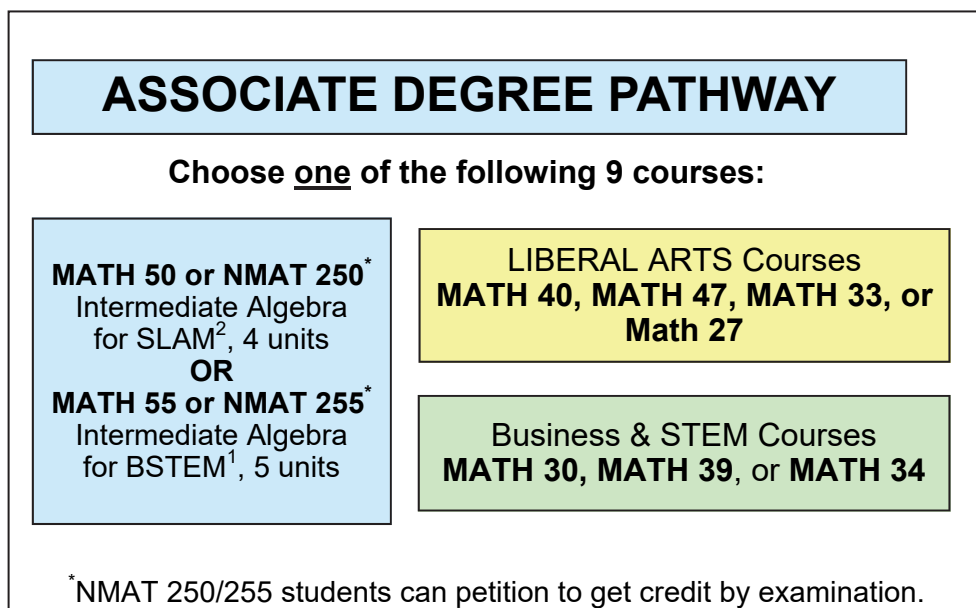 ASSOCIATE DEGREE PATHWAY
Choose one of the following 9 courses:
MATH 50 or NMAT 250*
Intermediate Algebra
for SLAM², 4 units
OR
MATH 55 or NMAT 255*
Intermediate Algebra
for BSTEM¹, 5 units
LIBERAL ARTS Courses
MATH 40, MATH 47, MATH 33, or
Math 27
Business & STEM Courses
MATH 30, MATH 39, or MATH 34
*NMAT 250/255 students can petition to get credit by examination.